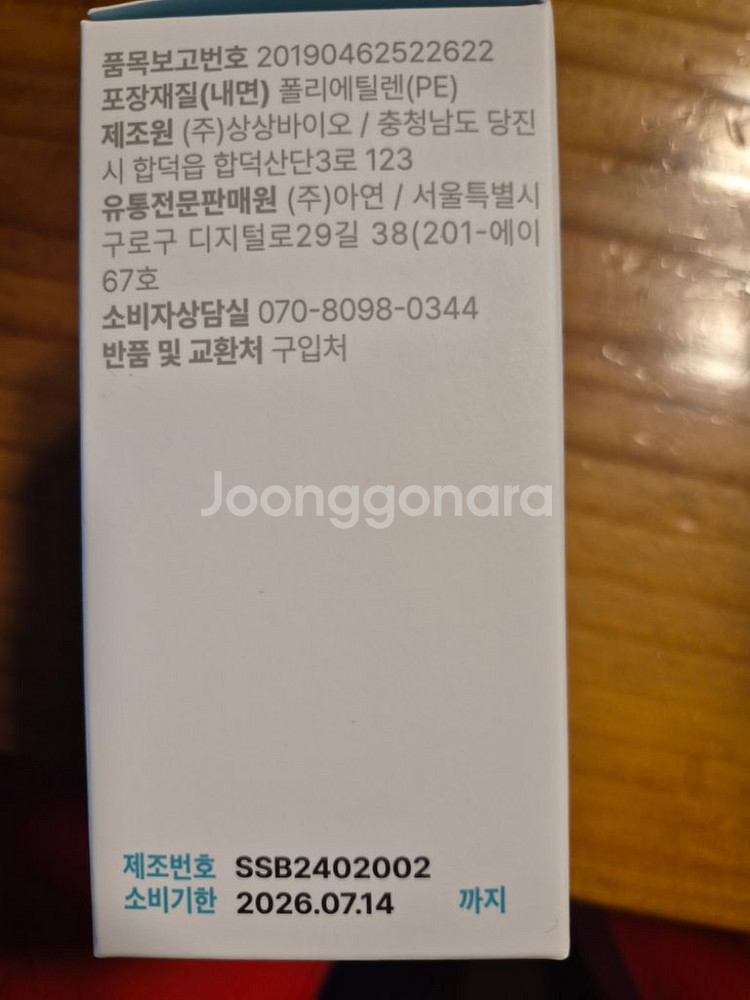 품목보고번호 20190462522622
포장재질(내면) 폴리에틸렌(PE)
제조원 (주)상상바이오 / 충청남도 당진
시 합덕읍 합덕산단3로 123
유통전문판매원 (주)아연 / 서울특별시
구로구 디지털로29길 38(201-에이
67호
소비자상담실 070-8098-0344
반품 및 교환처 구입처
Joonggonara
제조번호 SSB2402002
소비기한 2026.07.14 까지